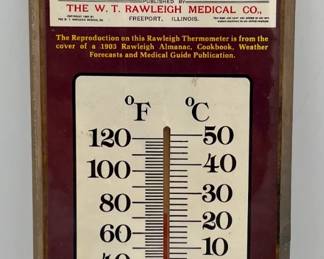 PUBLISHED BY
THE W. T. RAWLEIGH MEDICAL CO.,
FREEPORT, ILLINOIS.
The Reproduction on this Rawleigh Thermometer is from the
cover of a 1903 Rawleigh Almanac, Cookbook, Weather
Forecasts and Medical Guide Publication.
°F °C
120 50
100 40
80 30
60 20
10